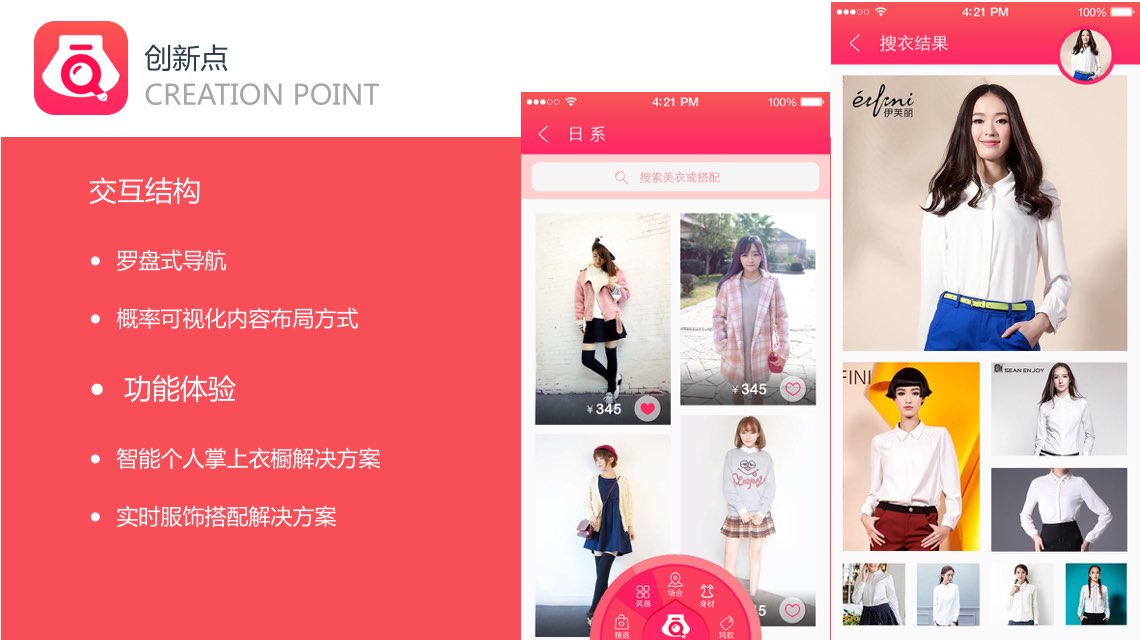 创新点
CREATION POINT
交互结构
罗盘式导航
概率可视化内容布局方式
功能体验
智能个人掌上衣橱解决方案
实时服饰搭配解决方案
4:21 PM
100%
日系
搜索美衣或搭配
¥345
¥345
场合
风格
身材
精选
同款
4:21 PM
100%
搜衣结果
érfini
伊芙丽
FINI
SEAN ENJOY